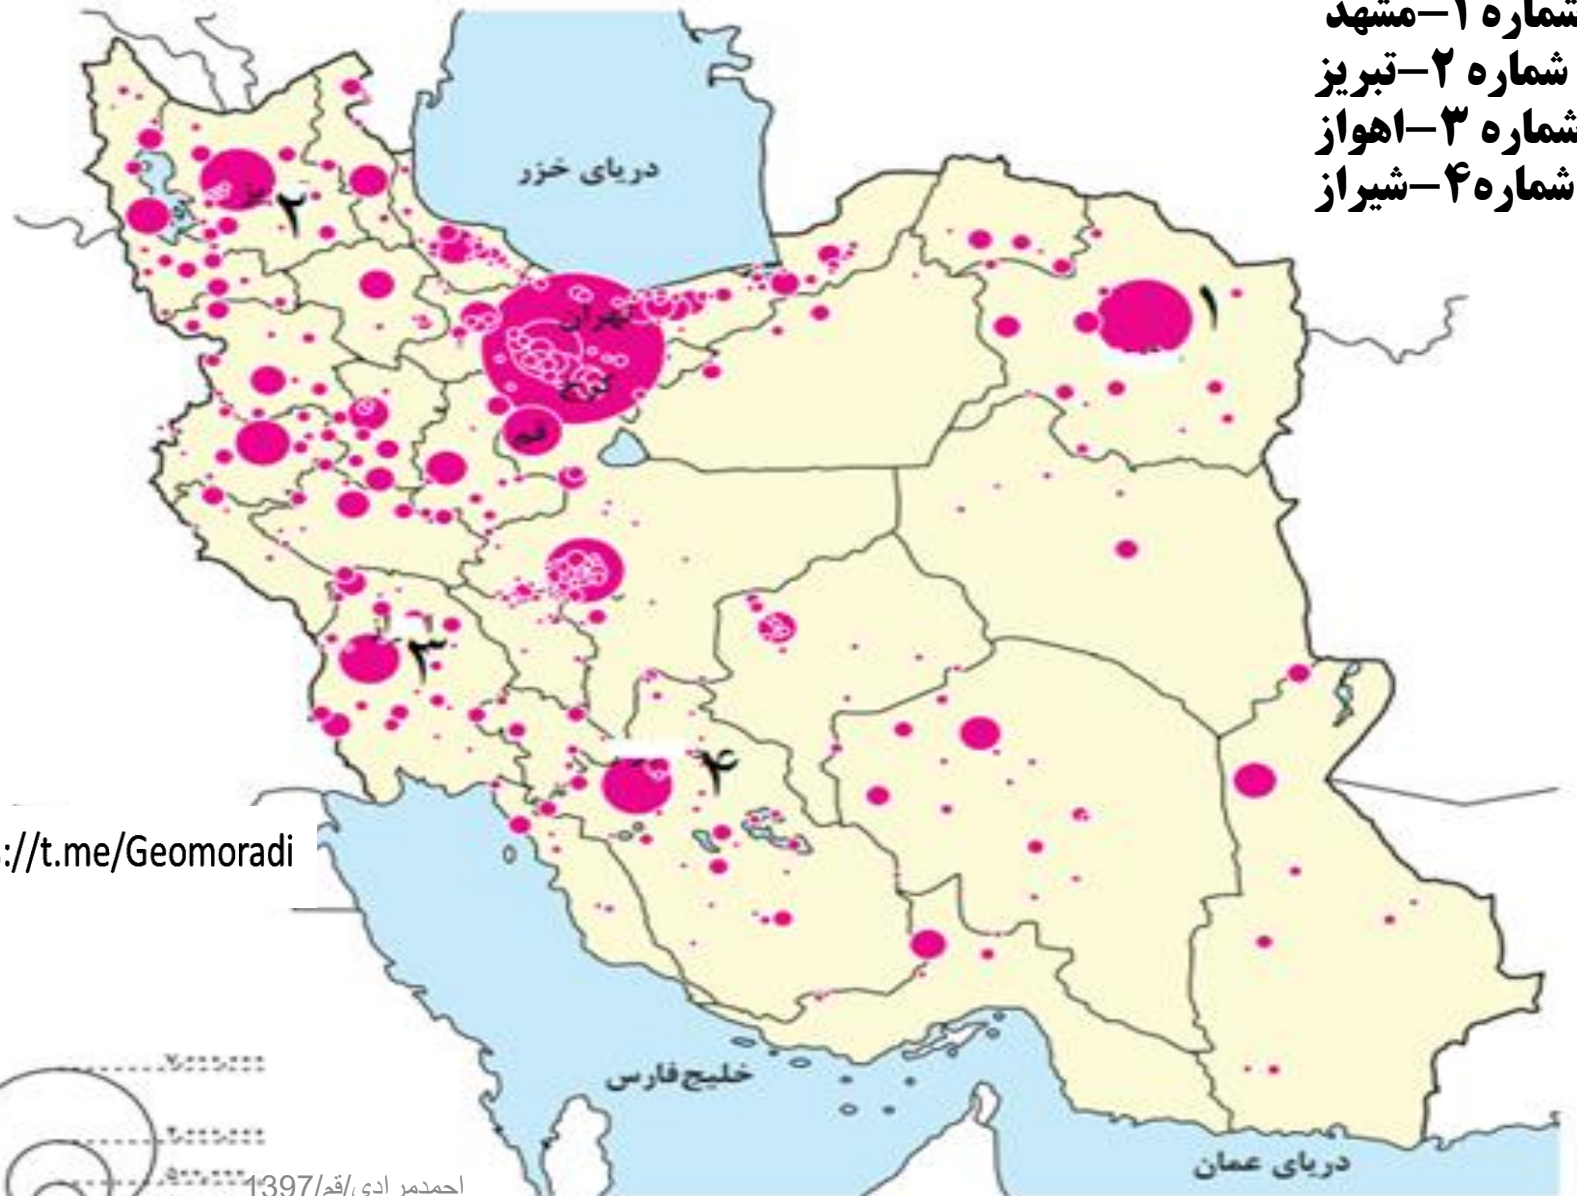 شماره ۱–مشهد
شماره ۲–تبریز
شماره ۳–اهواز
شماره۴–شیراز
دریای خزر
۲
۱
تهران
کرج
قم
۳
۴
://t.me/Geomoradi
خلیج‌فارس
دریای عمان
احمدمرادی/قم/1397